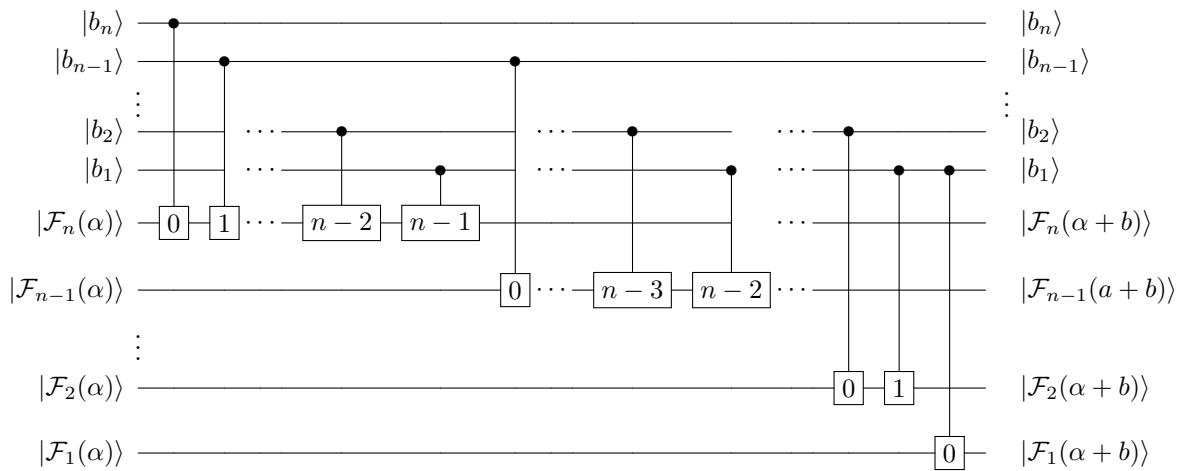 |b_n⟩ |b_n⟩
|b_{n−1}⟩ |b_{n−1}⟩
⋮ ⋮
|b_2⟩ ⋯ ⋯ ⋯ |b_2⟩
|b_1⟩ ⋯ ⋯ ⋯ |b_1⟩
|ℱ_n(α)⟩ 0 1 ⋯ n − 2 n − 1 ⋯ |ℱ_n(α + b)⟩
|ℱ_{n−1}(α)⟩ 0 ⋯ n − 3 n − 2 ⋯ |ℱ_{n−1}(a + b)⟩
⋮
|ℱ_2(α)⟩ 0 1 |ℱ_2(α + b)⟩
|ℱ_1(α)⟩ 0 |ℱ_1(α + b)⟩